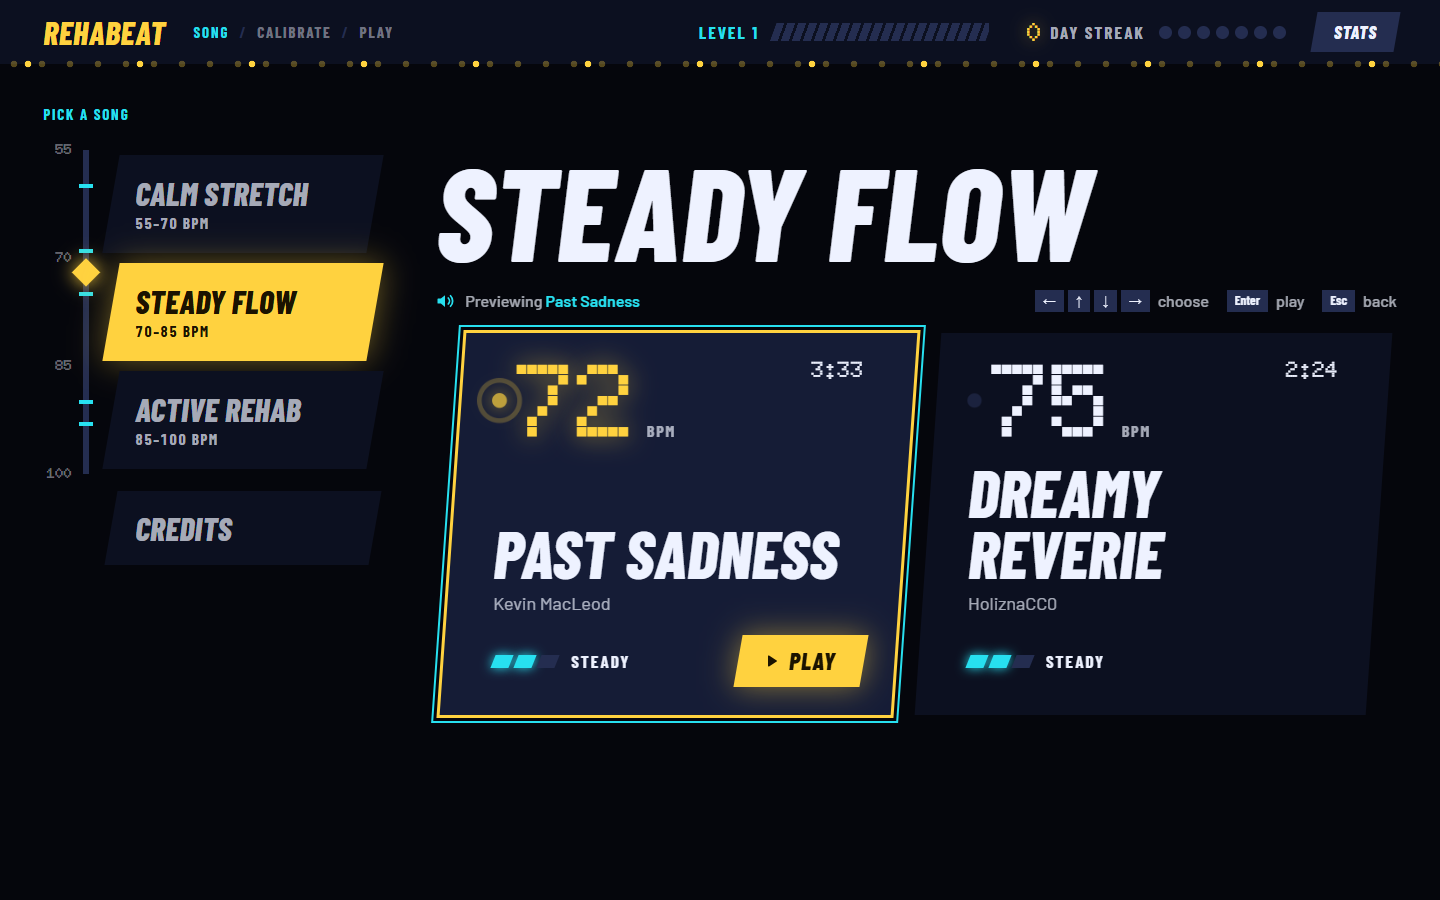 REHABEAT SONG / CALIBRATE / PLAY LEVEL 1 0 DAY STREAK STATS
PICK A SONG
55
CALM STRETCH
55–70 BPM
70
STEADY FLOW
70–85 BPM
85
ACTIVE REHAB
85–100 BPM
100
CREDITS
STEADY FLOW
Previewing Past Sadness
← ↑ ↓ → choose Enter play Esc back
72 BPM 3:33
PAST SADNESS
Kevin MacLeod
STEADY PLAY
75 BPM 2:24
DREAMY
REVERIE
HoliznaCC0
STEADY